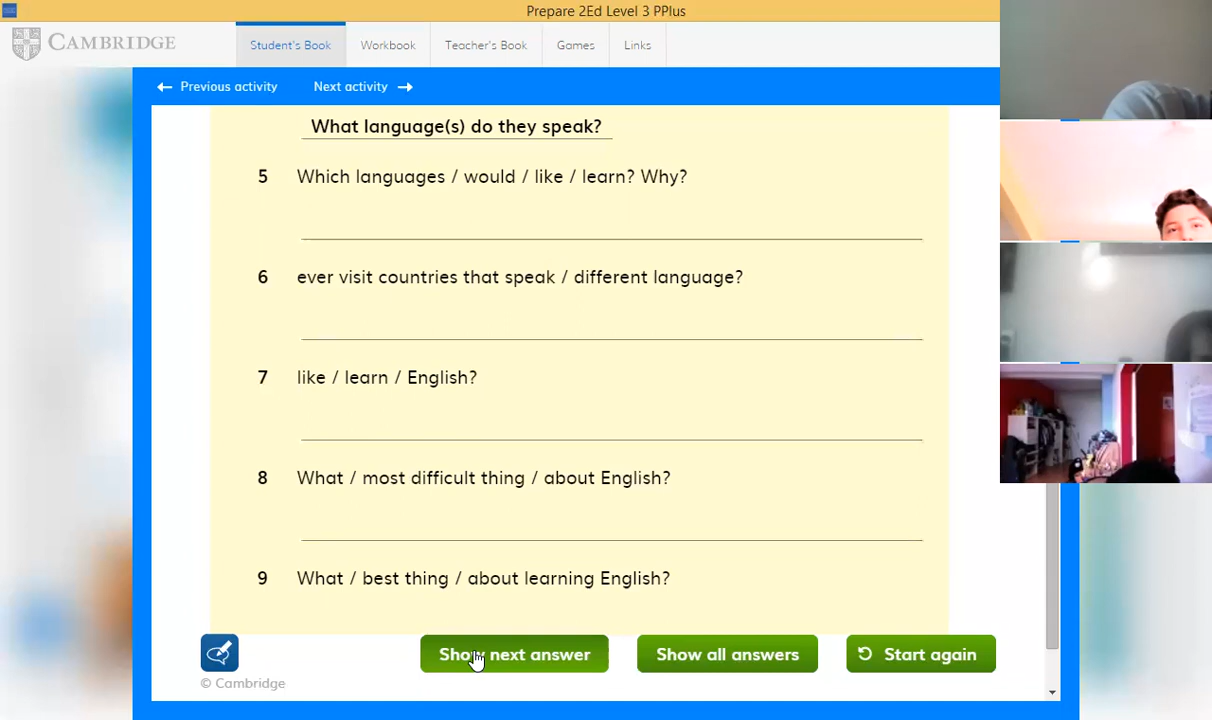 Prepare 2Ed Level 3 PPlus
CAMBRIDGE
Student's Book
Workbook
Teacher's Book
Games
Links
← Previous activity
Next activity →
What language(s) do they speak?
5 Which languages / would / like / learn? Why?
6 ever visit countries that speak / different language?
7 like / learn / English?
8 What / most difficult thing / about English?
9 What / best thing / about learning English?
Show next answer
Show all answers
Start again
© Cambridge